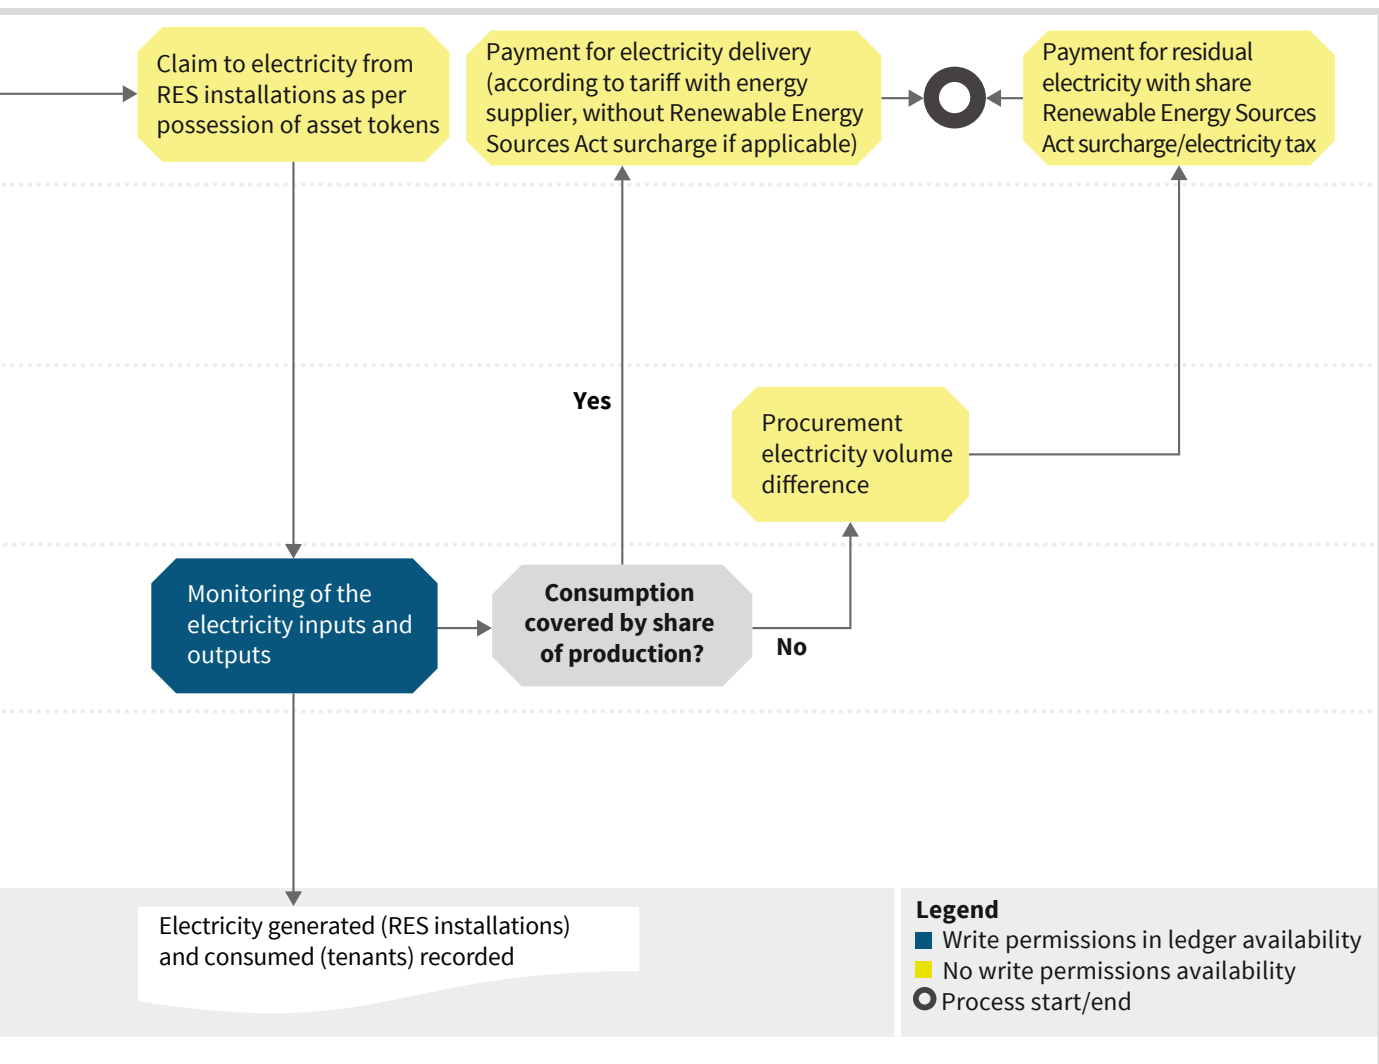 Claim to electricity from
RES installations as per
possession of asset tokens
Payment for electricity delivery
(according to tariff with energy
supplier, without Renewable Energy
Sources Act surcharge if applicable)
Payment for residual
electricity with share
Renewable Energy Sources
Act surcharge/electricity tax
Yes
Procurement
electricity volume
difference
Monitoring of the
electricity inputs and
outputs
Consumption
covered by share
of production?
No
Electricity generated (RES installations)
and consumed (tenants) recorded
Legend
Write permissions in ledger availability
No write permissions availability
Process start/end